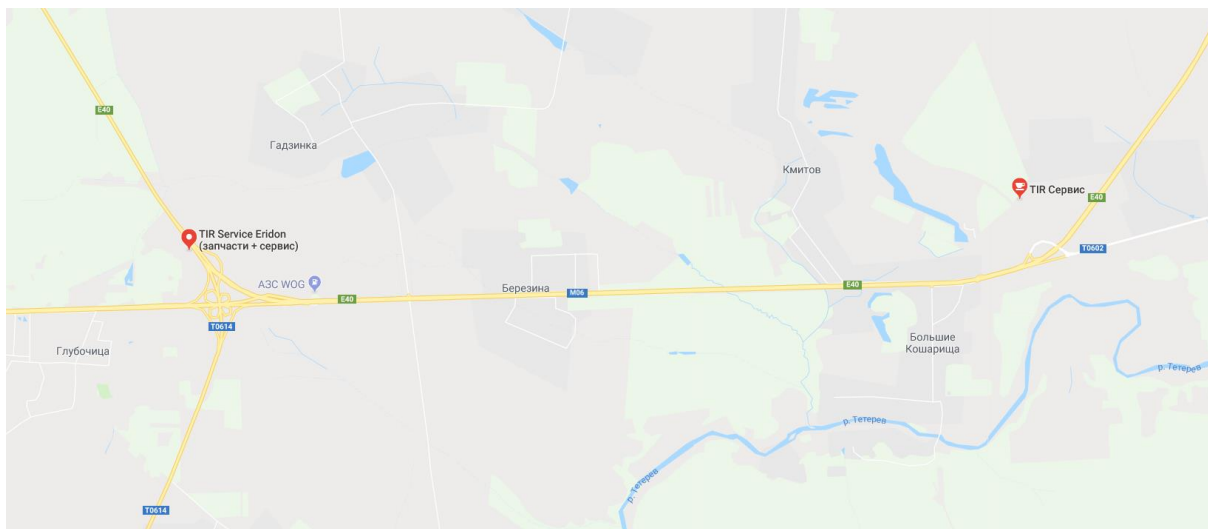 E40
Гадзинка
Кмитов
TIR Сервис
E40
TIR Service Eridon
(запчасти + сервис)
T0602
АЗС WOG
Березина
M06
E40
E40
T0614
Глубочица
Большие
Кошарища
р. Тетерев
р. Тетерев
р. Тетерев
T0614